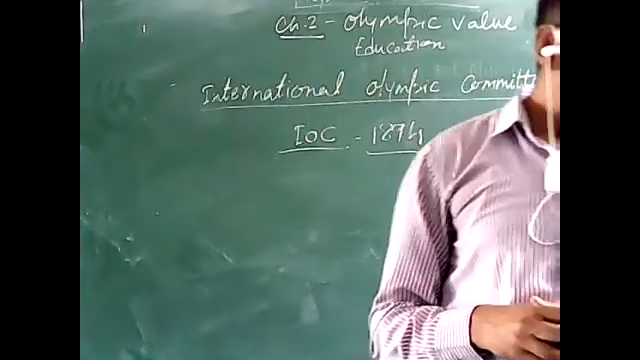 Ch.2 - Olympic value
Education
International Olympic Committ
IOC - 1894